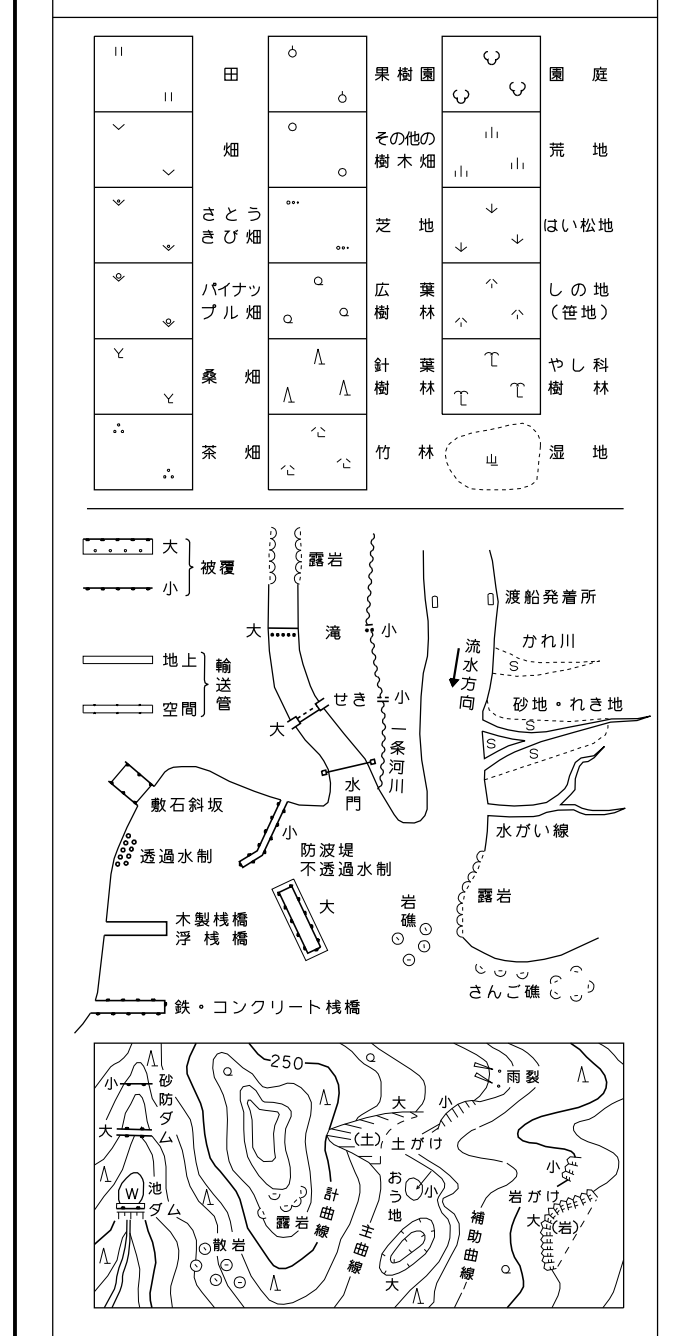 田
果樹園
園庭
畑
その他の
樹木畑
荒地
さとう
きび畑
芝地
はい松地
パイナッ
プル畑
広葉
樹林
しの地
(笹地)
桑畑
針葉
樹林
やし科
樹林
茶畑
竹林
湿地
大
小
被覆
地上
空間
輸送管
露岩
大
滝
小
渡船発着所
流水方向
かれ川
S
せき
小
大
一条河川
砂地・れき地
S
S
S
水門
敷石斜坂
小
防波堤
不透過水制
水がい線
透過水制
大
岩礁
露岩
木製桟橋
浮桟橋
さんご礁
鉄・コンクリート桟橋
250
小
砂防ダム
大
W
池
ダム
散岩
露岩
計曲線
主曲線
大
小
(土)
土がけ
雨裂
おう地
小
大
補助曲線
小
岩がけ
大
(岩)